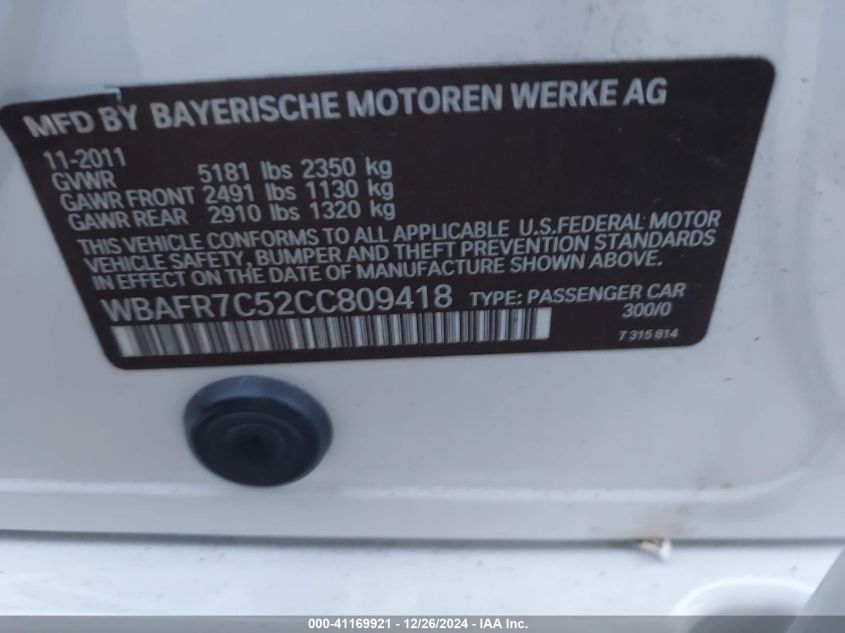 MFD BY BAYERISCHE MOTOREN WERKE AG
11-2011
GVWR 5181 lbs 2350 kg
GAWR FRONT 2491 lbs 1130 kg
GAWR REAR 2910 lbs 1320 kg
THIS VEHICLE CONFORMS TO ALL APPLICABLE U.S.FEDERAL MOTOR
VEHICLE SAFETY, BUMPER AND THEFT PREVENTION STANDARDS
IN EFFECT ON THE DATE OF MANUFACTURE SHOWN ABOVE.
WBAFR7C52CC809418 TYPE: PASSENGER CAR
300/0
7 315 814
000-41169921 - 12/26/2024 - IAA Inc.